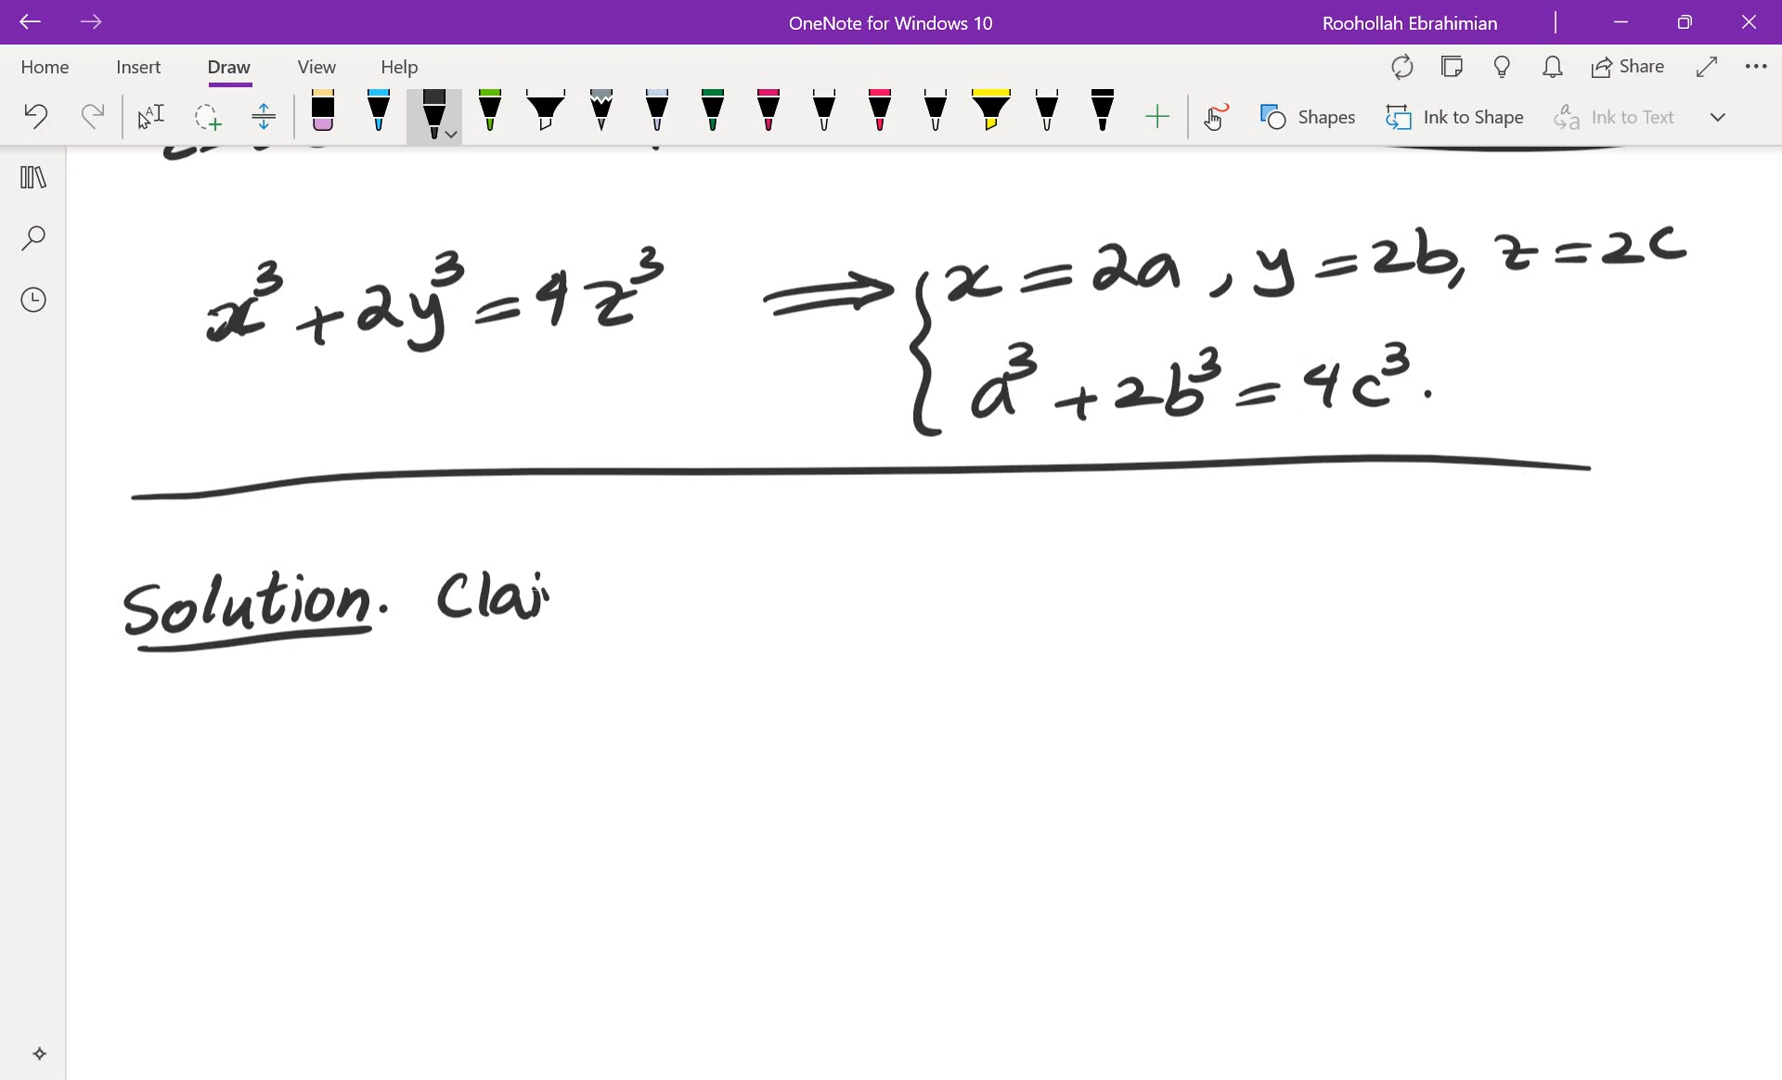 OneNote for Windows 10
Roohollah Ebrahimian
Home Insert Draw View Help
Share
Shapes Ink to Shape Ink to Text
x³ + 2y³ = 4z³ ⟹ { x = 2a, y = 2b, z = 2c
a³ + 2b³ = 4c³.
Solution. Clai